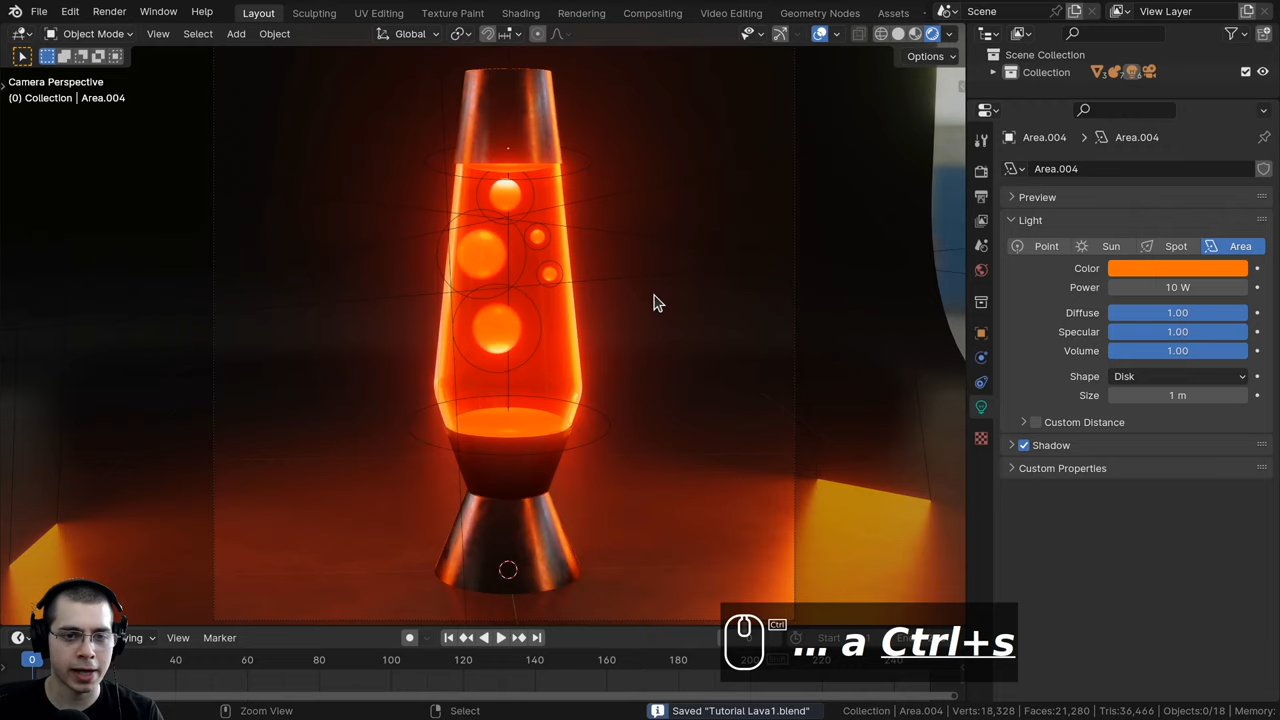 File Edit Render Window Help Layout Sculpting UV Editing Texture Paint Shading Rendering Compositing Video Editing Geometry Nodes Assets Scene View Layer
Object Mode View Select Add Object Global
Options
Camera Perspective
(0) Collection | Area.004
Scene Collection
Collection
Area.004 > Area.004
Area.004
Preview
Light
Point Sun Spot Area
Color
Power 10 W
Diffuse 1.00
Specular 1.00
Volume 1.00
Shape Disk
Size 1 m
Custom Distance
Shadow
Custom Properties
Ctrl
... a Ctrl+s
View Marker
0 40 60 80 100 120 140 160 180 200 220
Zoom View Select Saved "Tutorial Lava1.blend" Collection | Area.004 | Verts:18,328 | Faces:21,280 | Tris:36,466 | Objects:0/18 | Memory: